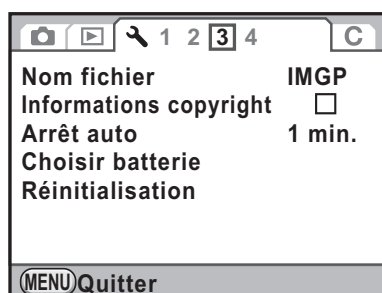 1 2 3 4 C
Nom fichier IMGP
Informations copyright
Arrêt auto 1 min.
Choisir batterie
Réinitialisation
MENU Quitter